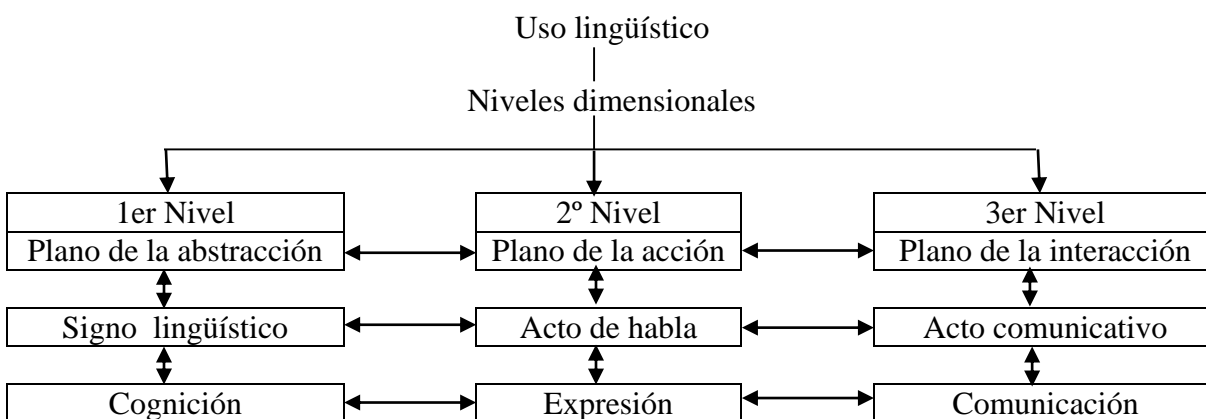 Uso lingüístico
Niveles dimensionales
1er Nivel
Plano de la abstracción
2º Nivel
Plano de la acción
3er Nivel
Plano de la interacción
Signo lingüístico
Acto de habla
Acto comunicativo
Cognición
Expresión
Comunicación